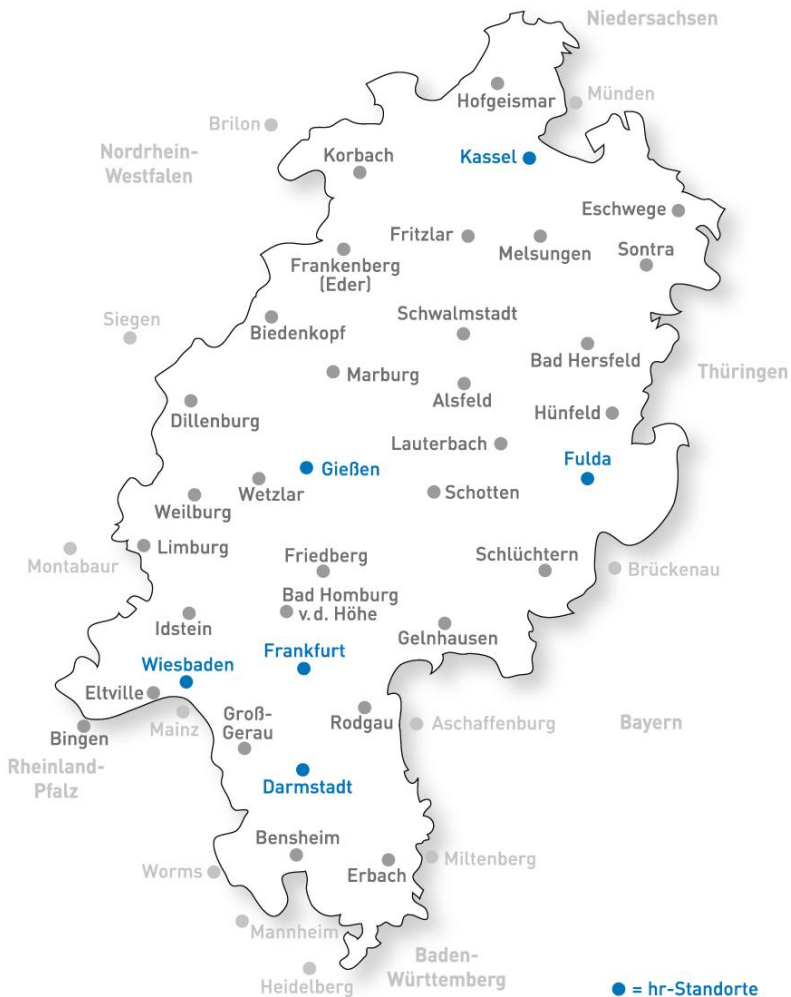 Niedersachsen
Hofgeismar
Münden
Brilon
Nordrhein-
Westfalen
Korbach
Kassel
Eschwege
Fritzlar
Melsungen
Sontra
Frankenberg
(Eder)
Siegen
Biedenkopf
Schwalmstadt
Bad Hersfeld
Thüringen
Marburg
Alsfeld
Dillenburg
Hünfeld
Lauterbach
Fulda
Gießen
Wetzlar
Schotten
Weilburg
Limburg
Montabaur
Friedberg
Schlüchtern
Brückenau
Bad Homburg
v.d. Höhe
Idstein
Gelnhausen
Wiesbaden
Frankfurt
Eltville
Mainz
Groß-
Gerau
Rodgau
Aschaffenburg
Bayern
Bingen
Rheinland-
Pfalz
Darmstadt
Bensheim
Erbach
Miltenberg
Worms
Mannheim
Baden-
Württemberg
Heidelberg
= hr-Standorte